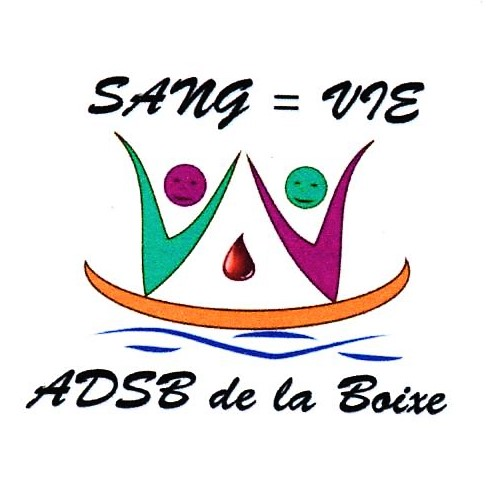 SANG = VIE
ADSB de la Boixe